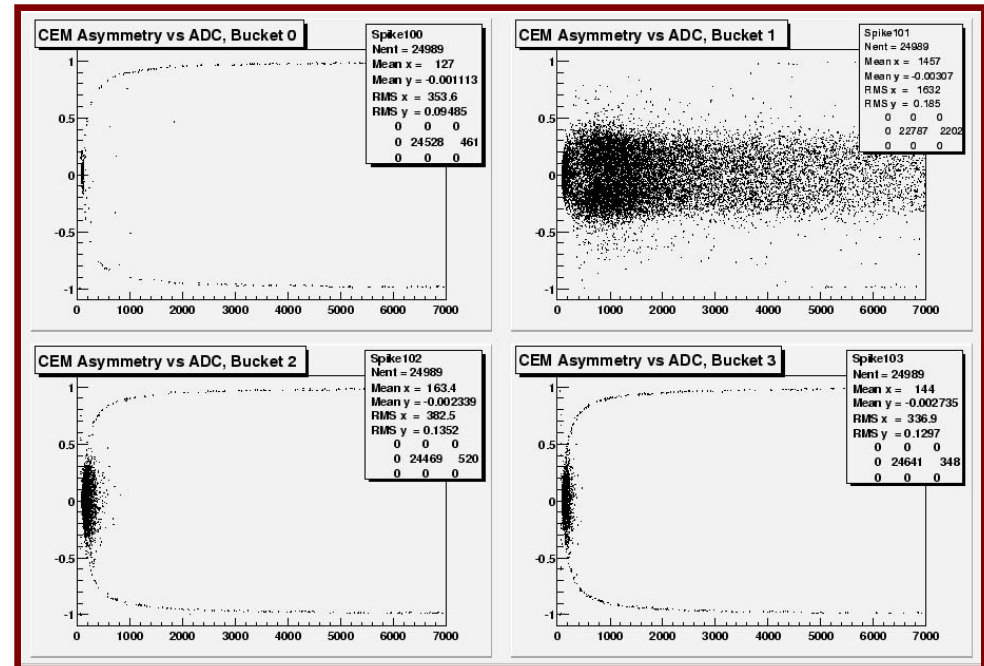 CEM Asymmetry vs ADC, Bucket 0
Spike100
Nent = 24989
Mean x = 127
Mean y = -0.001113
RMS x = 353.6
RMS y = 0.09485
0 0 0
0 24528 461
0 0 0
1
0.5
0
-0.5
-1
0 1000 2000 3000 4000 5000 6000 7000
CEM Asymmetry vs ADC, Bucket 1
Spike101
Nent = 24989
Mean x = 1457
Mean y = -0.00307
RMS x = 1632
RMS y = 0.185
0 0 0
0 22787 2202
0 0 0
1
0.5
0
-0.5
-1
0 1000 2000 3000 4000 5000 6000 7000
CEM Asymmetry vs ADC, Bucket 2
Spike102
Nent = 24989
Mean x = 163.4
Mean y = -0.002339
RMS x = 382.5
RMS y = 0.1352
0 0 0
0 24469 520
0 0 0
1
0.5
0
-0.5
-1
0 1000 2000 3000 4000 5000 6000 7000
CEM Asymmetry vs ADC, Bucket 3
Spike103
Nent = 24989
Mean x = 144
Mean y = -0.002735
RMS x = 336.9
RMS y = 0.1297
0 0 0
0 24641 348
0 0 0
1
0.5
0
-0.5
-1
0 1000 2000 3000 4000 5000 6000 7000